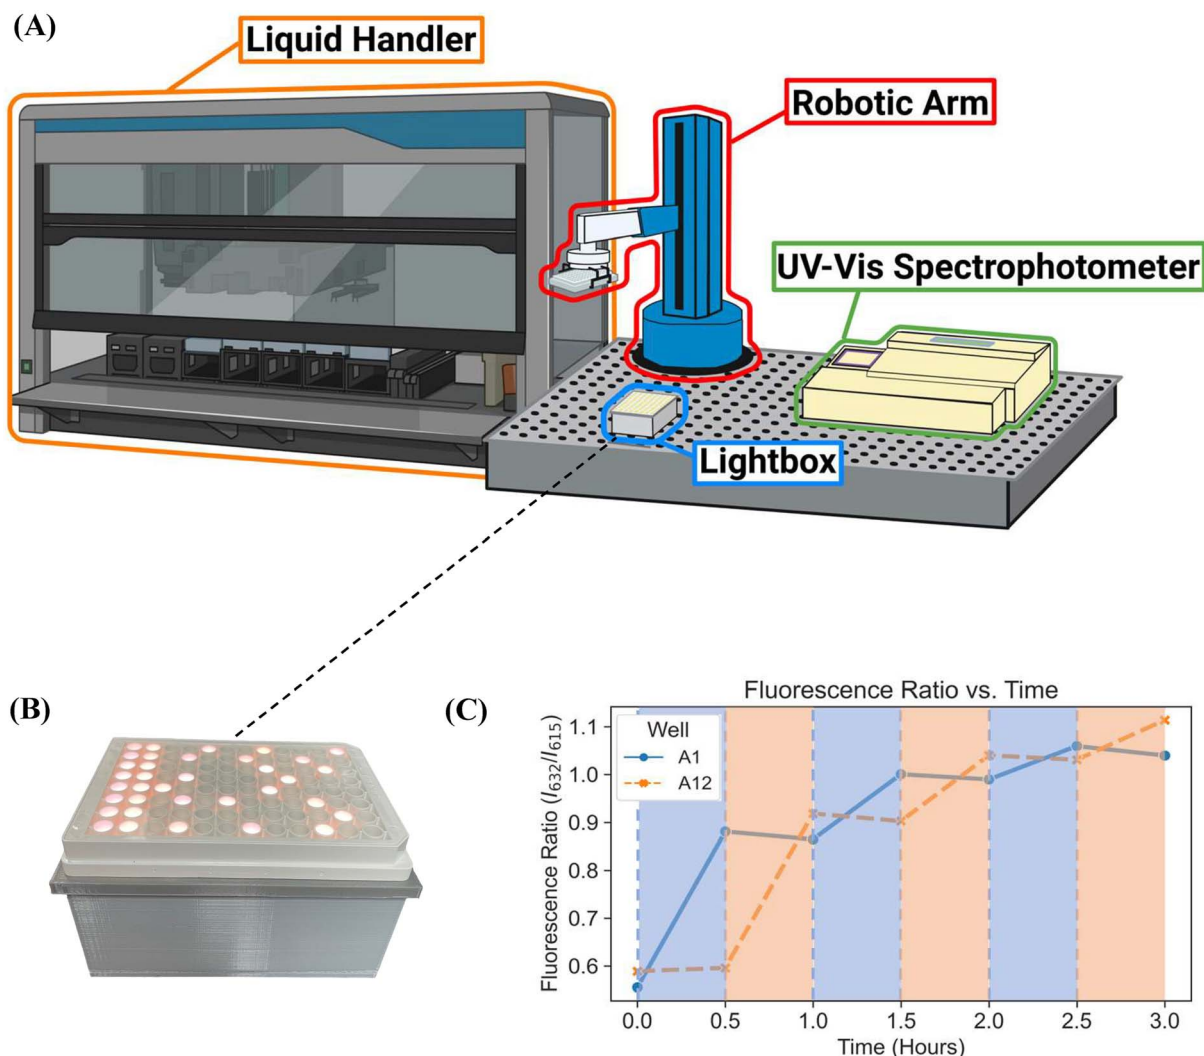 (A)
Liquid Handler
Robotic Arm
UV-Vis Spectrophotometer
Lightbox
(B)
(C)
Fluorescence Ratio vs. Time
Fluorescence Ratio (I632/I615)
1.1
1.0
0.9
0.8
0.7
0.6
Well
A1
A12
0.0 0.5 1.0 1.5 2.0 2.5 3.0
Time (Hours)